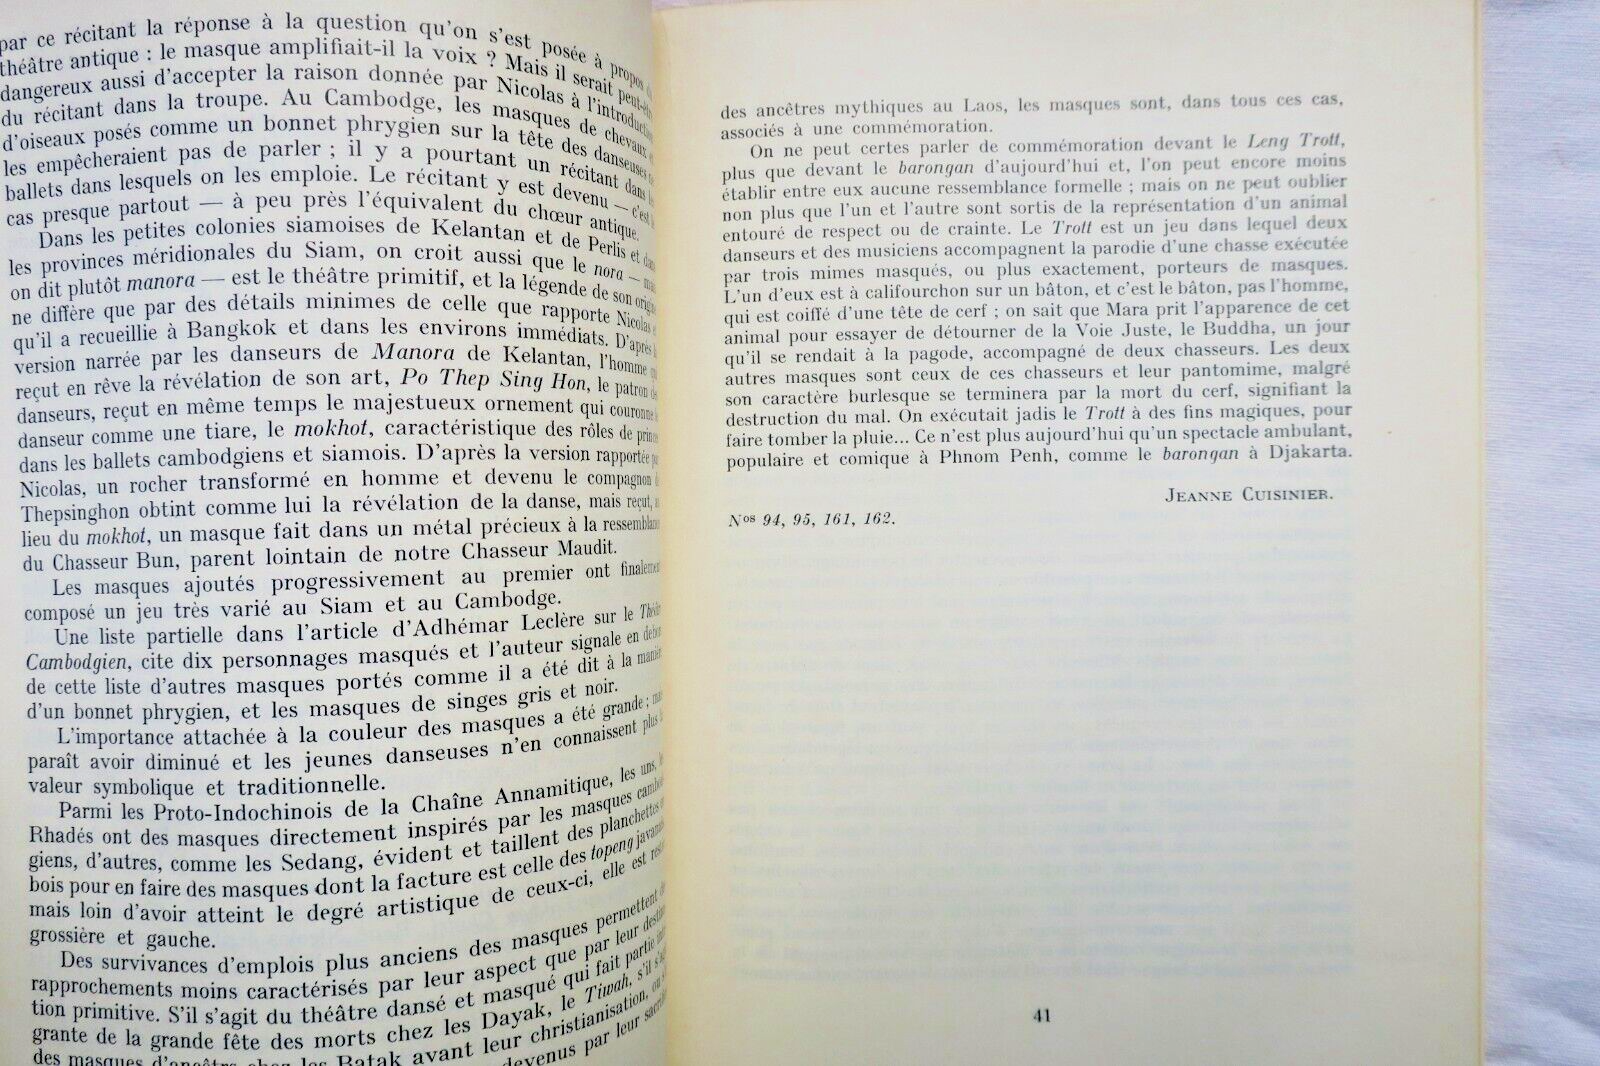 par ce récitant la réponse à la question qu'on s'est posée à propos du
théâtre antique : le masque amplifiait-il la voix ? Mais il serait peut-être
dangereux aussi d'accepter la raison donnée par Nicolas à l'introduction
du récitant dans la troupe. Au Cambodge, les masques de chevaux
d'oiseaux posés comme un bonnet phrygien sur la tête des danseuses
les empêcheraient pas de parler ; il y a pourtant un récitant dans les
ballets dans lesquels on les emploie. Le récitant y est devenu — c'est
cas presque partout — à peu près l'équivalent du chœur antique.
Dans les petites colonies siamoises de Kelantan et de Perlis et dans
les provinces méridionales du Siam, on croit aussi que le nora —
on dit plutôt manora — est le théâtre primitif, et la légende de son origine
ne diffère que par des détails minimes de celle que rapporte Nicolas
qu'il a recueillie à Bangkok et dans les environs immédiats. D'après
version narrée par les danseurs de Manora de Kelantan, l'homme qui
reçut en rêve la révélation de son art, Po Thep Sing Hon, le patron des
danseurs, reçut en même temps le majestueux ornement qui couronne
danseur comme une tiare, le mokhot, caractéristique des rôles de prince
dans les ballets cambodgiens et siamois. D'après la version rapportée par
Nicolas, un rocher transformé en homme et devenu le compagnon de
Thepsinghon obtint comme lui la révélation de la danse, mais reçut, au
lieu du mokhot, un masque fait dans un métal précieux à la ressemblance
du Chasseur Bun, parent lointain de notre Chasseur Maudit.
Les masques ajoutés progressivement au premier ont finalement
composé un jeu très varié au Siam et au Cambodge.
Une liste partielle dans l'article d'Adhémar Leclère sur le Théâtre
Cambodgien, cite dix personnages masqués et l'auteur signale en dehors
de cette liste d'autres masques portés comme il a été dit à la manière
d'un bonnet phrygien, et les masques de singes gris et noir.
L'importance attachée à la couleur des masques a été grande ;
paraît avoir diminué et les jeunes danseuses n'en connaissent plus la
valeur symbolique et traditionnelle.
Parmi les Proto-Indochinois de la Chaîne Annamitique, les uns, les
Rhadés ont des masques directement inspirés par les masques cambod-
giens, d'autres, comme les Sedang, évident et taillent des planchettes
bois pour en faire des masques dont la facture est celle des topeng javanais
mais loin d'avoir atteint le degré artistique de ceux-ci, elle est restée
grossière et gauche.
Des survivances d'emplois plus anciens des masques permettent des
rapprochements moins caractérisés par leur aspect que par leur destina-
tion primitive. S'il s'agit du théâtre dansé et masqué qui fait partie inté-
grante de la grande fête des morts chez les Dayak, le Tiwah, s'il s'agit
des masques d'ancêtre chez les Batak avant leur christianisation, ou
devenus par leur
des ancêtres mythiques au Laos, les masques sont, dans tous ces cas,
associés à une commémoration.
On ne peut certes parler de commémoration devant le Leng Trott,
plus que devant le barongan d'aujourd'hui et, l'on peut encore moins
établir entre eux aucune ressemblance formelle ; mais on ne peut oublier
non plus que l'un et l'autre sont sortis de la représentation d'un animal
entouré de respect ou de crainte. Le Trott est un jeu dans lequel deux
danseurs et des musiciens accompagnent la parodie d'une chasse exécutée
par trois mimes masqués, ou plus exactement, porteurs de masques.
L'un d'eux est à califourchon sur un bâton, et c'est le bâton, pas l'homme,
qui est coiffé d'une tête de cerf ; on sait que Mara prit l'apparence de cet
animal pour essayer de détourner de la Voie Juste, le Buddha, un jour
qu'il se rendait à la pagode, accompagné de deux chasseurs. Les deux
autres masques sont ceux de ces chasseurs et leur pantomime, malgré
son caractère burlesque se terminera par la mort du cerf, signifiant la
destruction du mal. On exécutait jadis le Trott à des fins magiques, pour
faire tomber la pluie... Ce n'est plus aujourd'hui qu'un spectacle ambulant,
populaire et comique à Phnom Penh, comme le barongan à Djakarta.
JEANNE CUISINIER.
Nos 94, 95, 161, 162.
41